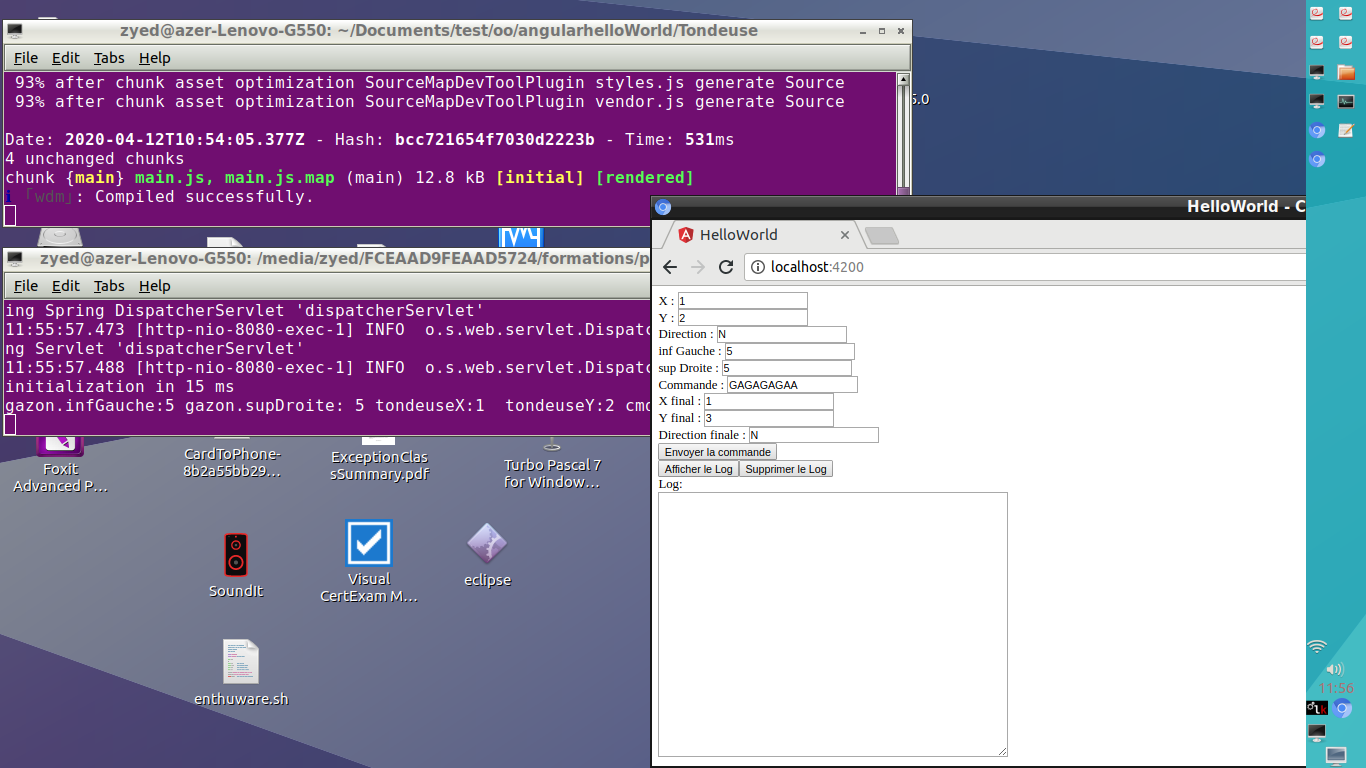 zyed@azer-Lenovo-G550: ~/Documents/test/oo/angularhelloWorld/Tondeuse
File Edit Tabs Help
93% after chunk asset optimization SourceMapDevToolPlugin styles.js generate Source
93% after chunk asset optimization SourceMapDevToolPlugin vendor.js generate Source
Date: 2020-04-12T10:54:05.377Z - Hash: bcc721654f7030d2223b - Time: 531ms
4 unchanged chunks
chunk {main} main.js, main.js.map (main) 12.8 kB [initial] [rendered]
i ｢wdm｣: Compiled successfully.
5.0
zyed@azer-Lenovo-G550: /media/zyed/FCEAAD9FEAAD5724/formations/p
File Edit Tabs Help
ing Spring DispatcherServlet 'dispatcherServlet'
11:55:57.473 [http-nio-8080-exec-1] INFO  o.s.web.servlet.Dispatc
ng Servlet 'dispatcherServlet'
11:55:57.488 [http-nio-8080-exec-1] INFO  o.s.web.servlet.Dispatc
initialization in 15 ms
gazon.infGauche:5 gazon.supDroite: 5 tondeuseX:1  tondeuseY:2 cmd
Foxit
Advanced P...
CardToPhone-
8b2a55bb29...
ExceptionClas
sSummary.pdf
Turbo Pascal 7
for Window...
SoundIt
Visual
CertExam M...
eclipse
enthuware.sh
HelloWorld - C
HelloWorld
localhost:4200
X : 1
Y : 2
Direction : N
inf Gauche : 5
sup Droite : 5
Commande : GAGAGAGAA
X final : 1
Y final : 3
Direction finale : N
Envoyer la commande
Afficher le Log Supprimer le Log
Log:
11:56